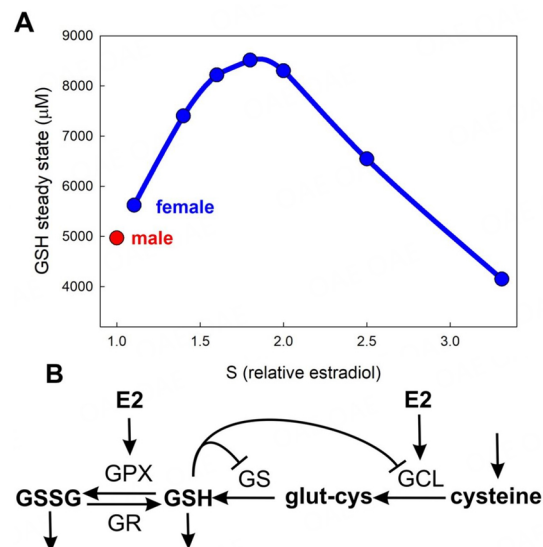 A
9000
8000
7000
6000
5000
4000
GSH steady state (μM)
female
male
1.0 1.5 2.0 2.5 3.0
S (relative estradiol)
B
E2 E2
GPX GS GCL
GSSG GSH glut-cys cysteine
GR